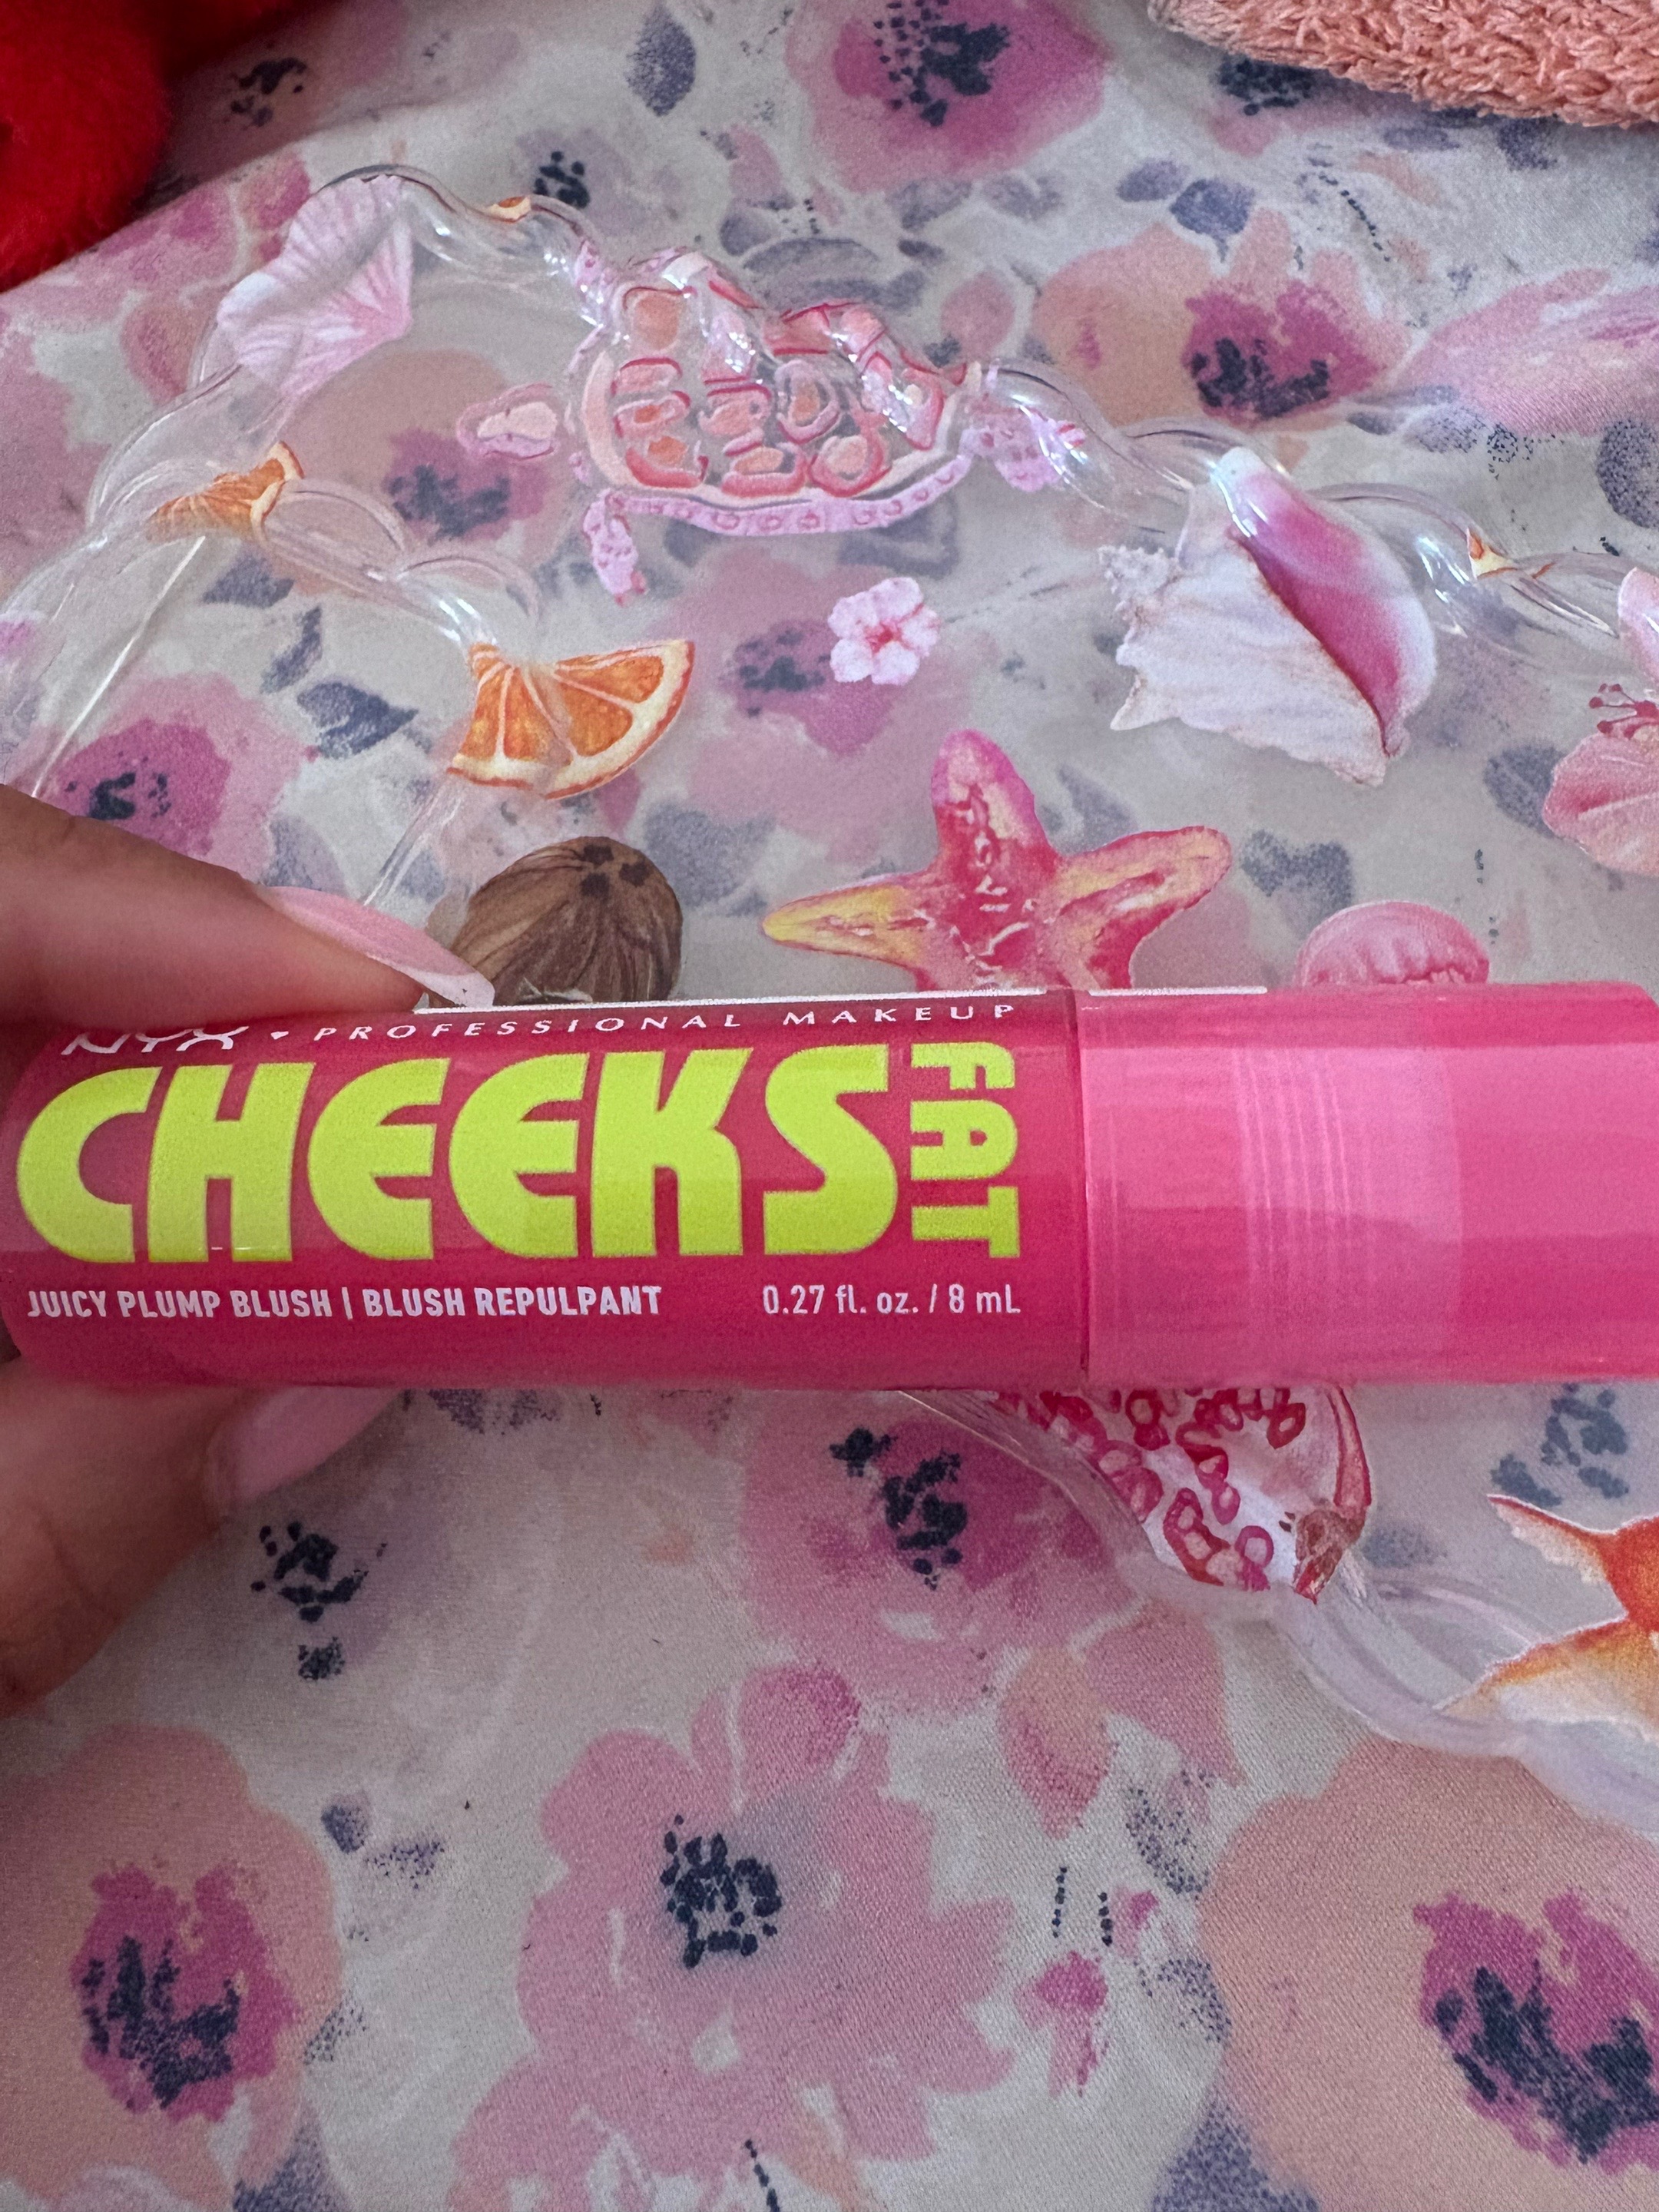 NYX • PROFESSIONAL MAKEUP
CHEEKS FAT
JUICY PLUMP BLUSH | BLUSH REPULPANT 0.27 fl. oz. / 8 mL